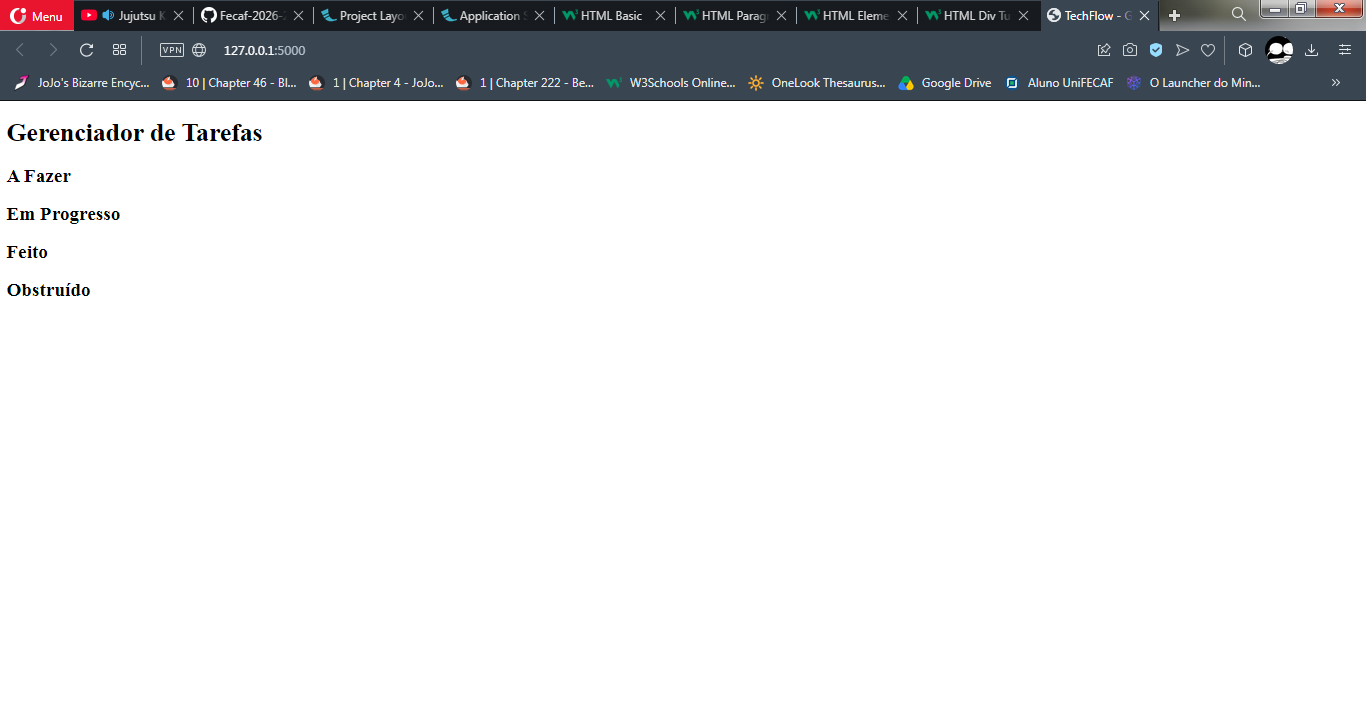 Menu
Jujutsu K
Fecaf-2026-2
Project Layo
Application S
HTML Basic
HTML Parag
HTML Eleme
HTML Div Tu
TechFlow - G
VPN
127.0.0.1:5000
JoJo's Bizarre Encyc...
10 | Chapter 46 - Bl...
1 | Chapter 4 - JoJo...
1 | Chapter 222 - Be...
W3Schools Online...
OneLook Thesaurus...
Google Drive
Aluno UniFECAF
O Launcher do Min...
Gerenciador de Tarefas
A Fazer
Em Progresso
Feito
Obstruído